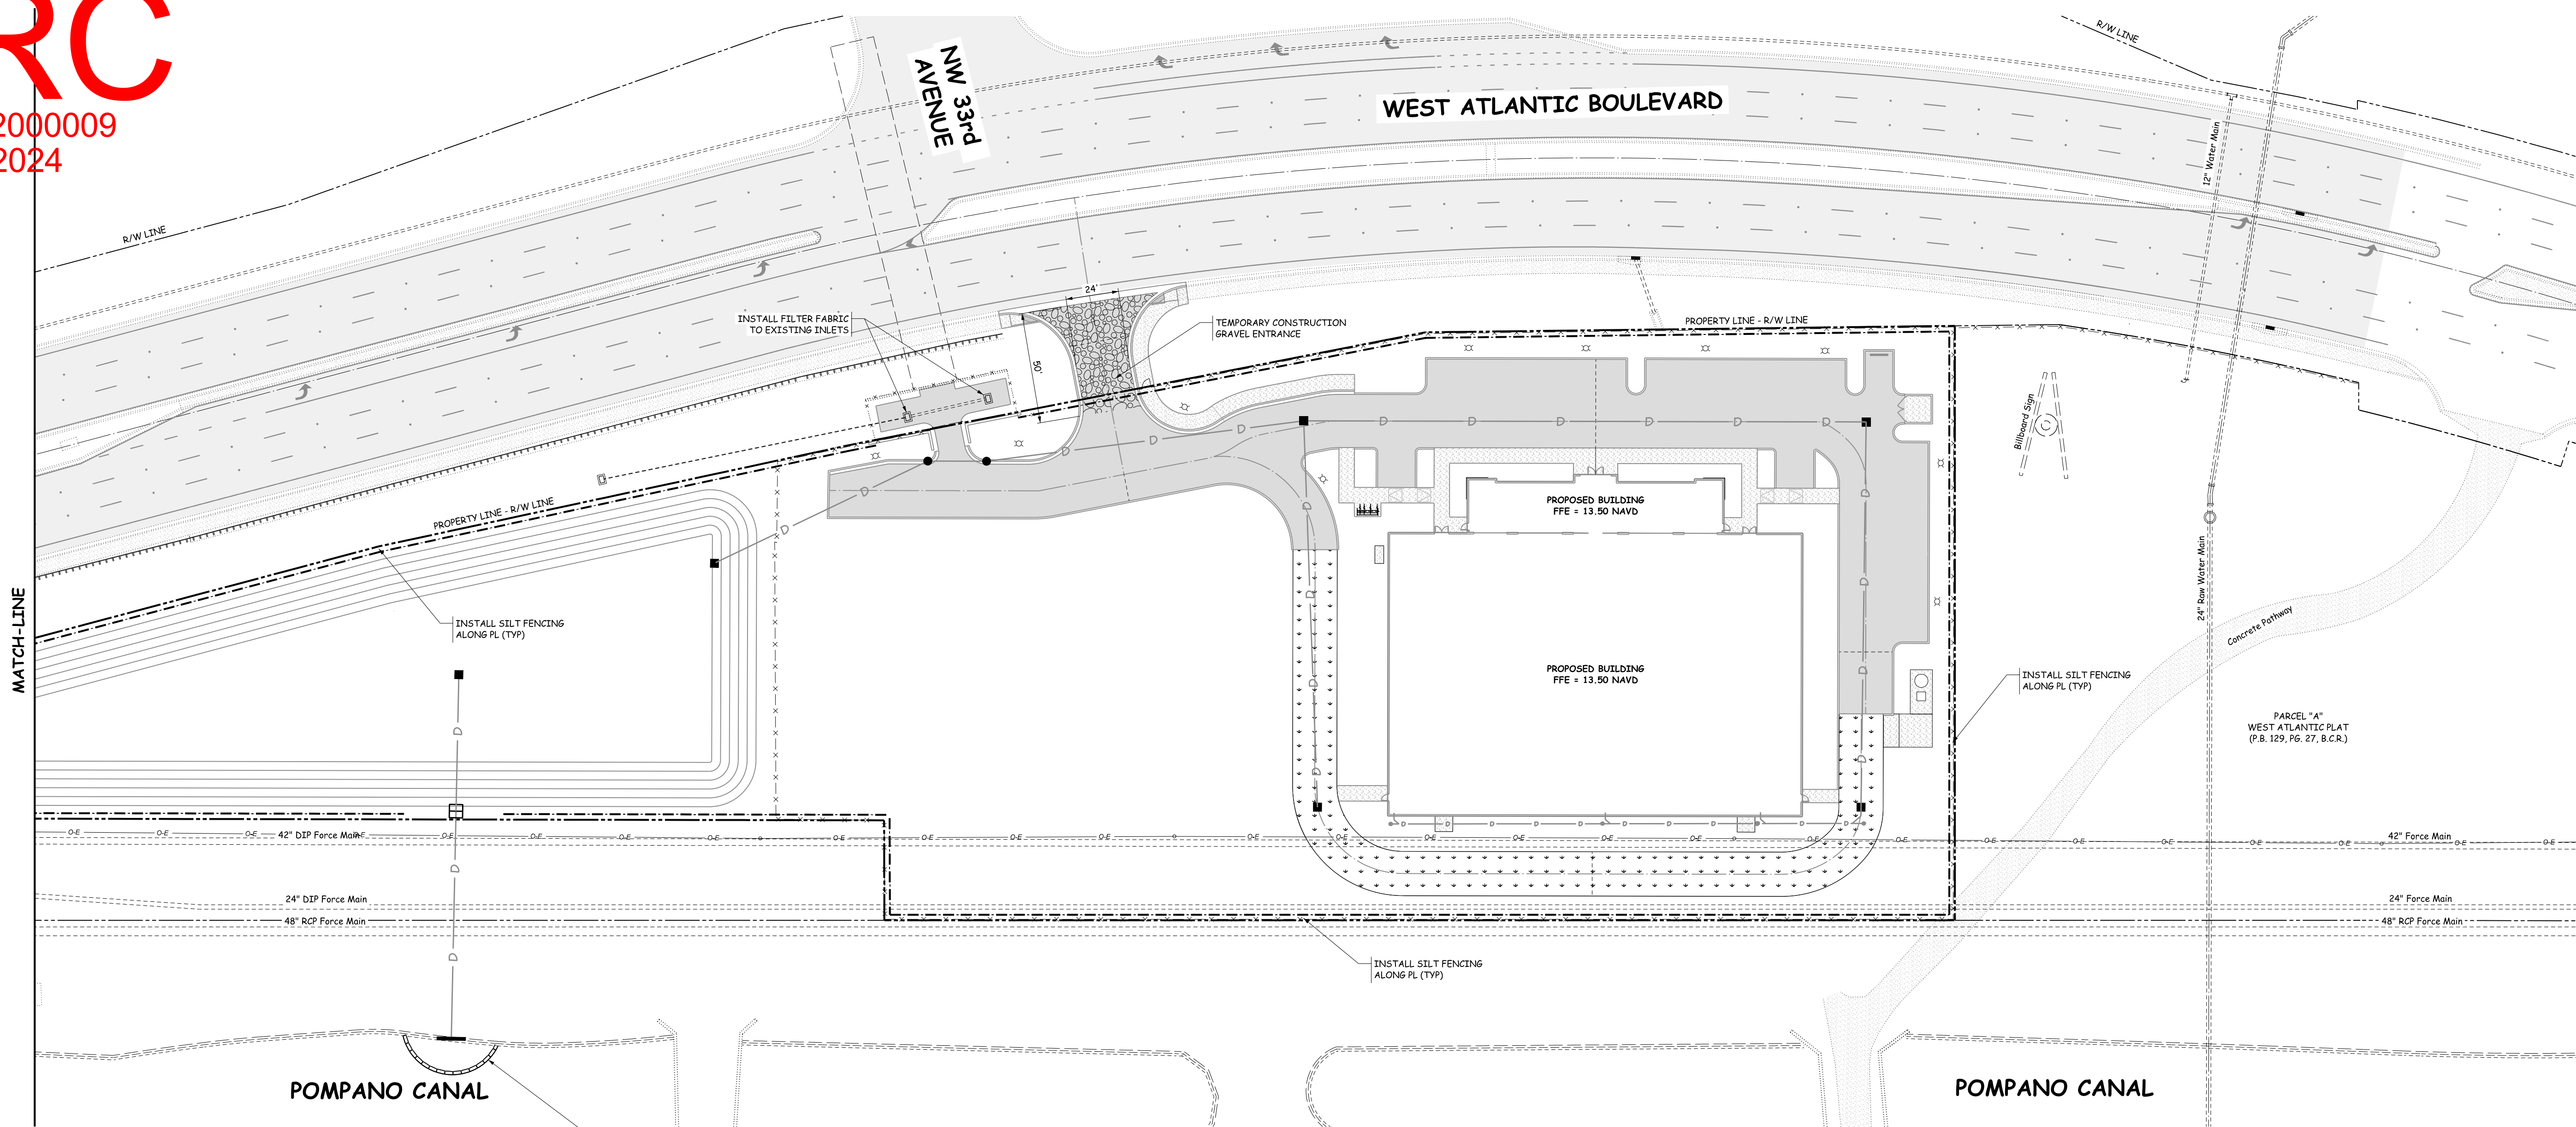 RC
2000009
2024
R/W LINE
NW 33rd
AVENUE
WEST ATLANTIC BOULEVARD
R/W LINE
12" Water Main
24'
50'
INSTALL FILTER FABRIC
TO EXISTING INLETS
TEMPORARY CONSTRUCTION
GRAVEL ENTRANCE
PROPERTY LINE - R/W LINE
Billboard Sign
PROPERTY LINE - R/W LINE
PROPOSED BUILDING
FFE = 13.50 NAVD
24" Raw Water Main
Concrete Pathway
MATCH-LINE
INSTALL SILT FENCING
ALONG PL (TYP)
PROPOSED BUILDING
FFE = 13.50 NAVD
INSTALL SILT FENCING
ALONG PL (TYP)
PARCEL "A"
WEST ATLANTIC PLAT
(P.B. 129, PG. 27, B.C.R.)
42" DIP Force Main
42" Force Main
24" DIP Force Main
24" Force Main
48" RCP Force Main
48" RCP Force Main
INSTALL SILT FENCING
ALONG PL (TYP)
POMPANO CANAL
POMPANO CANAL